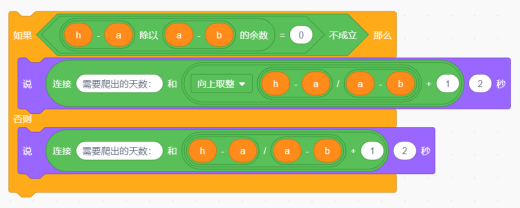 如果 h - a 除以 a - b 的余数 = 0 不成立 那么
说 连接 需要爬出的天数： 和 向上取整 h - a / a - b + 1 2 秒
否则
说 连接 需要爬出的天数： 和 h - a / a - b + 1 2 秒